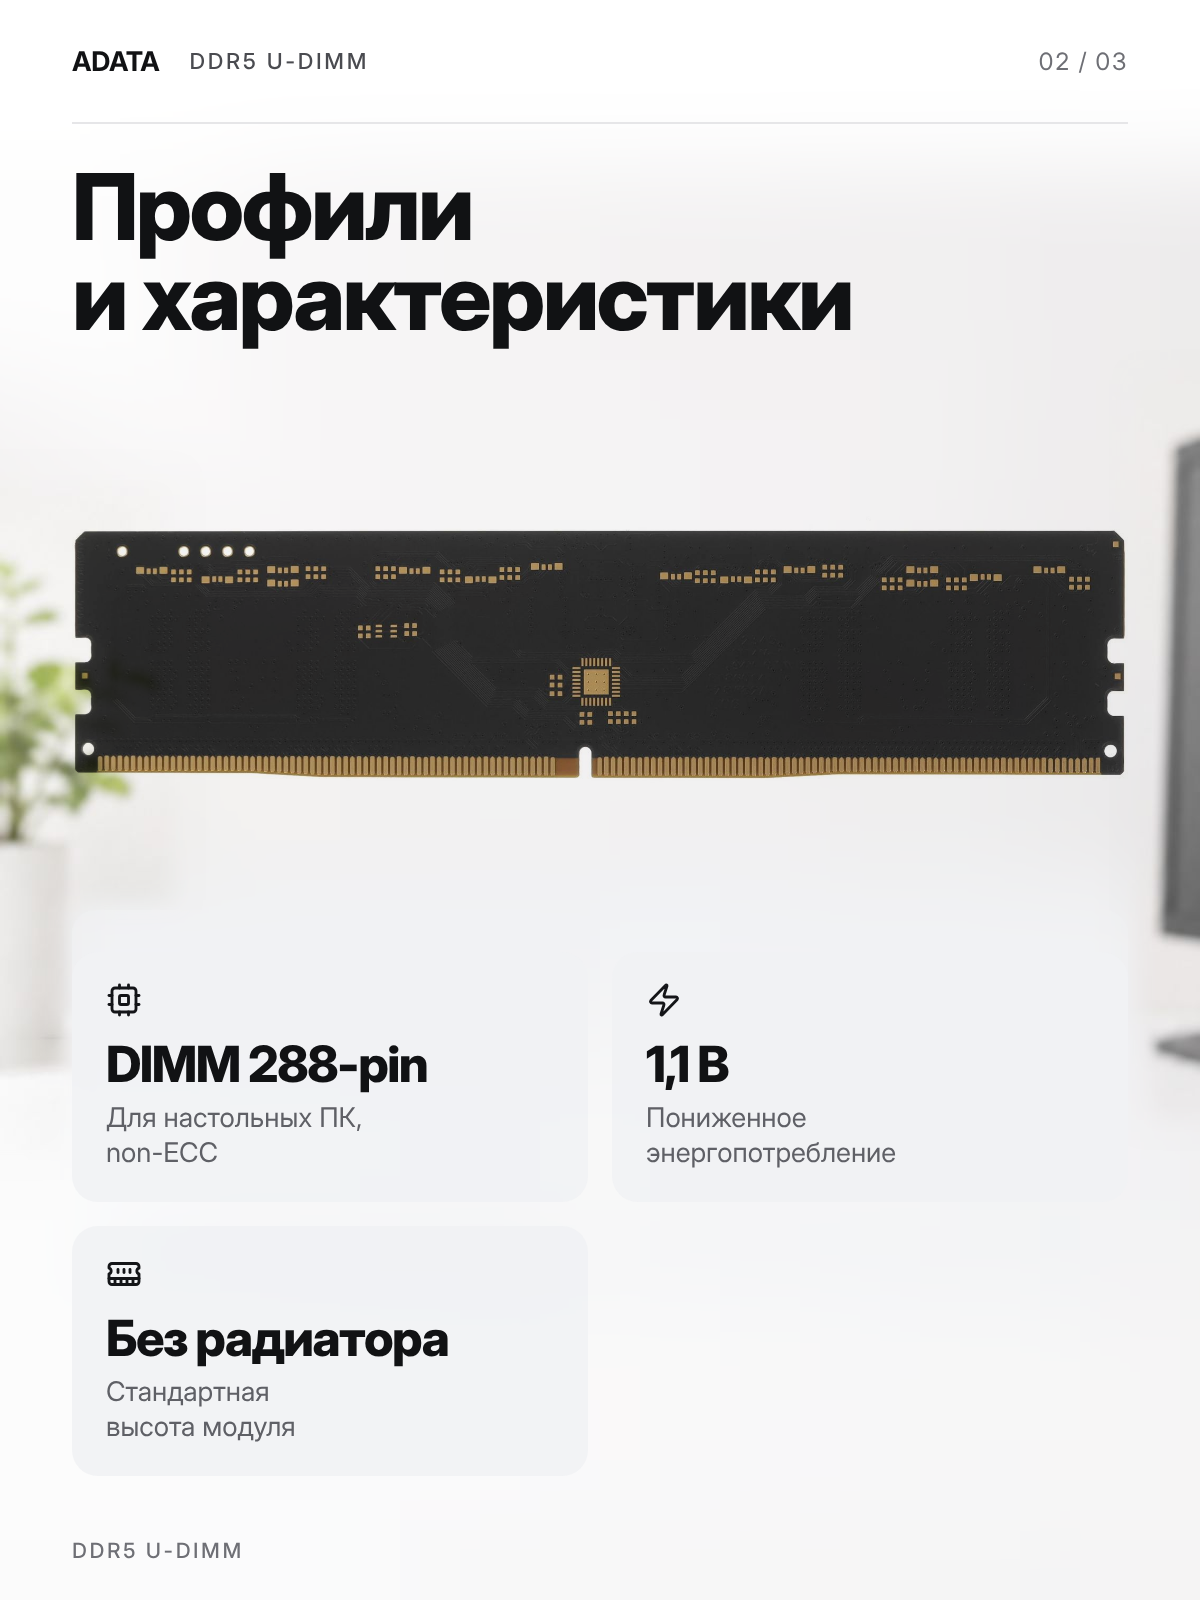 ADATA DDR5 U-DIMM 02 / 03
Профили
и характеристики
DIMM 288-pin
Для настольных ПК,
non-ECC
1,1 В
Пониженное
энергопотребление
Без радиатора
Стандартная
высота модуля
DDR5 U-DIMM